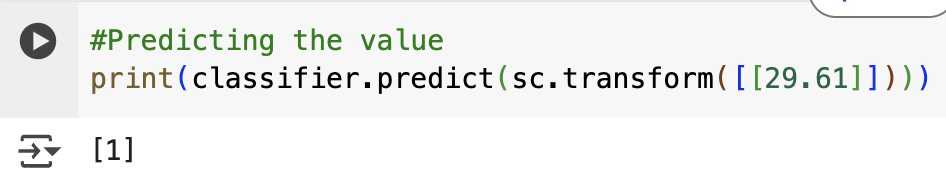 #Predicting the value
print(classifier.predict(sc.transform([[29.61]])))
[1]